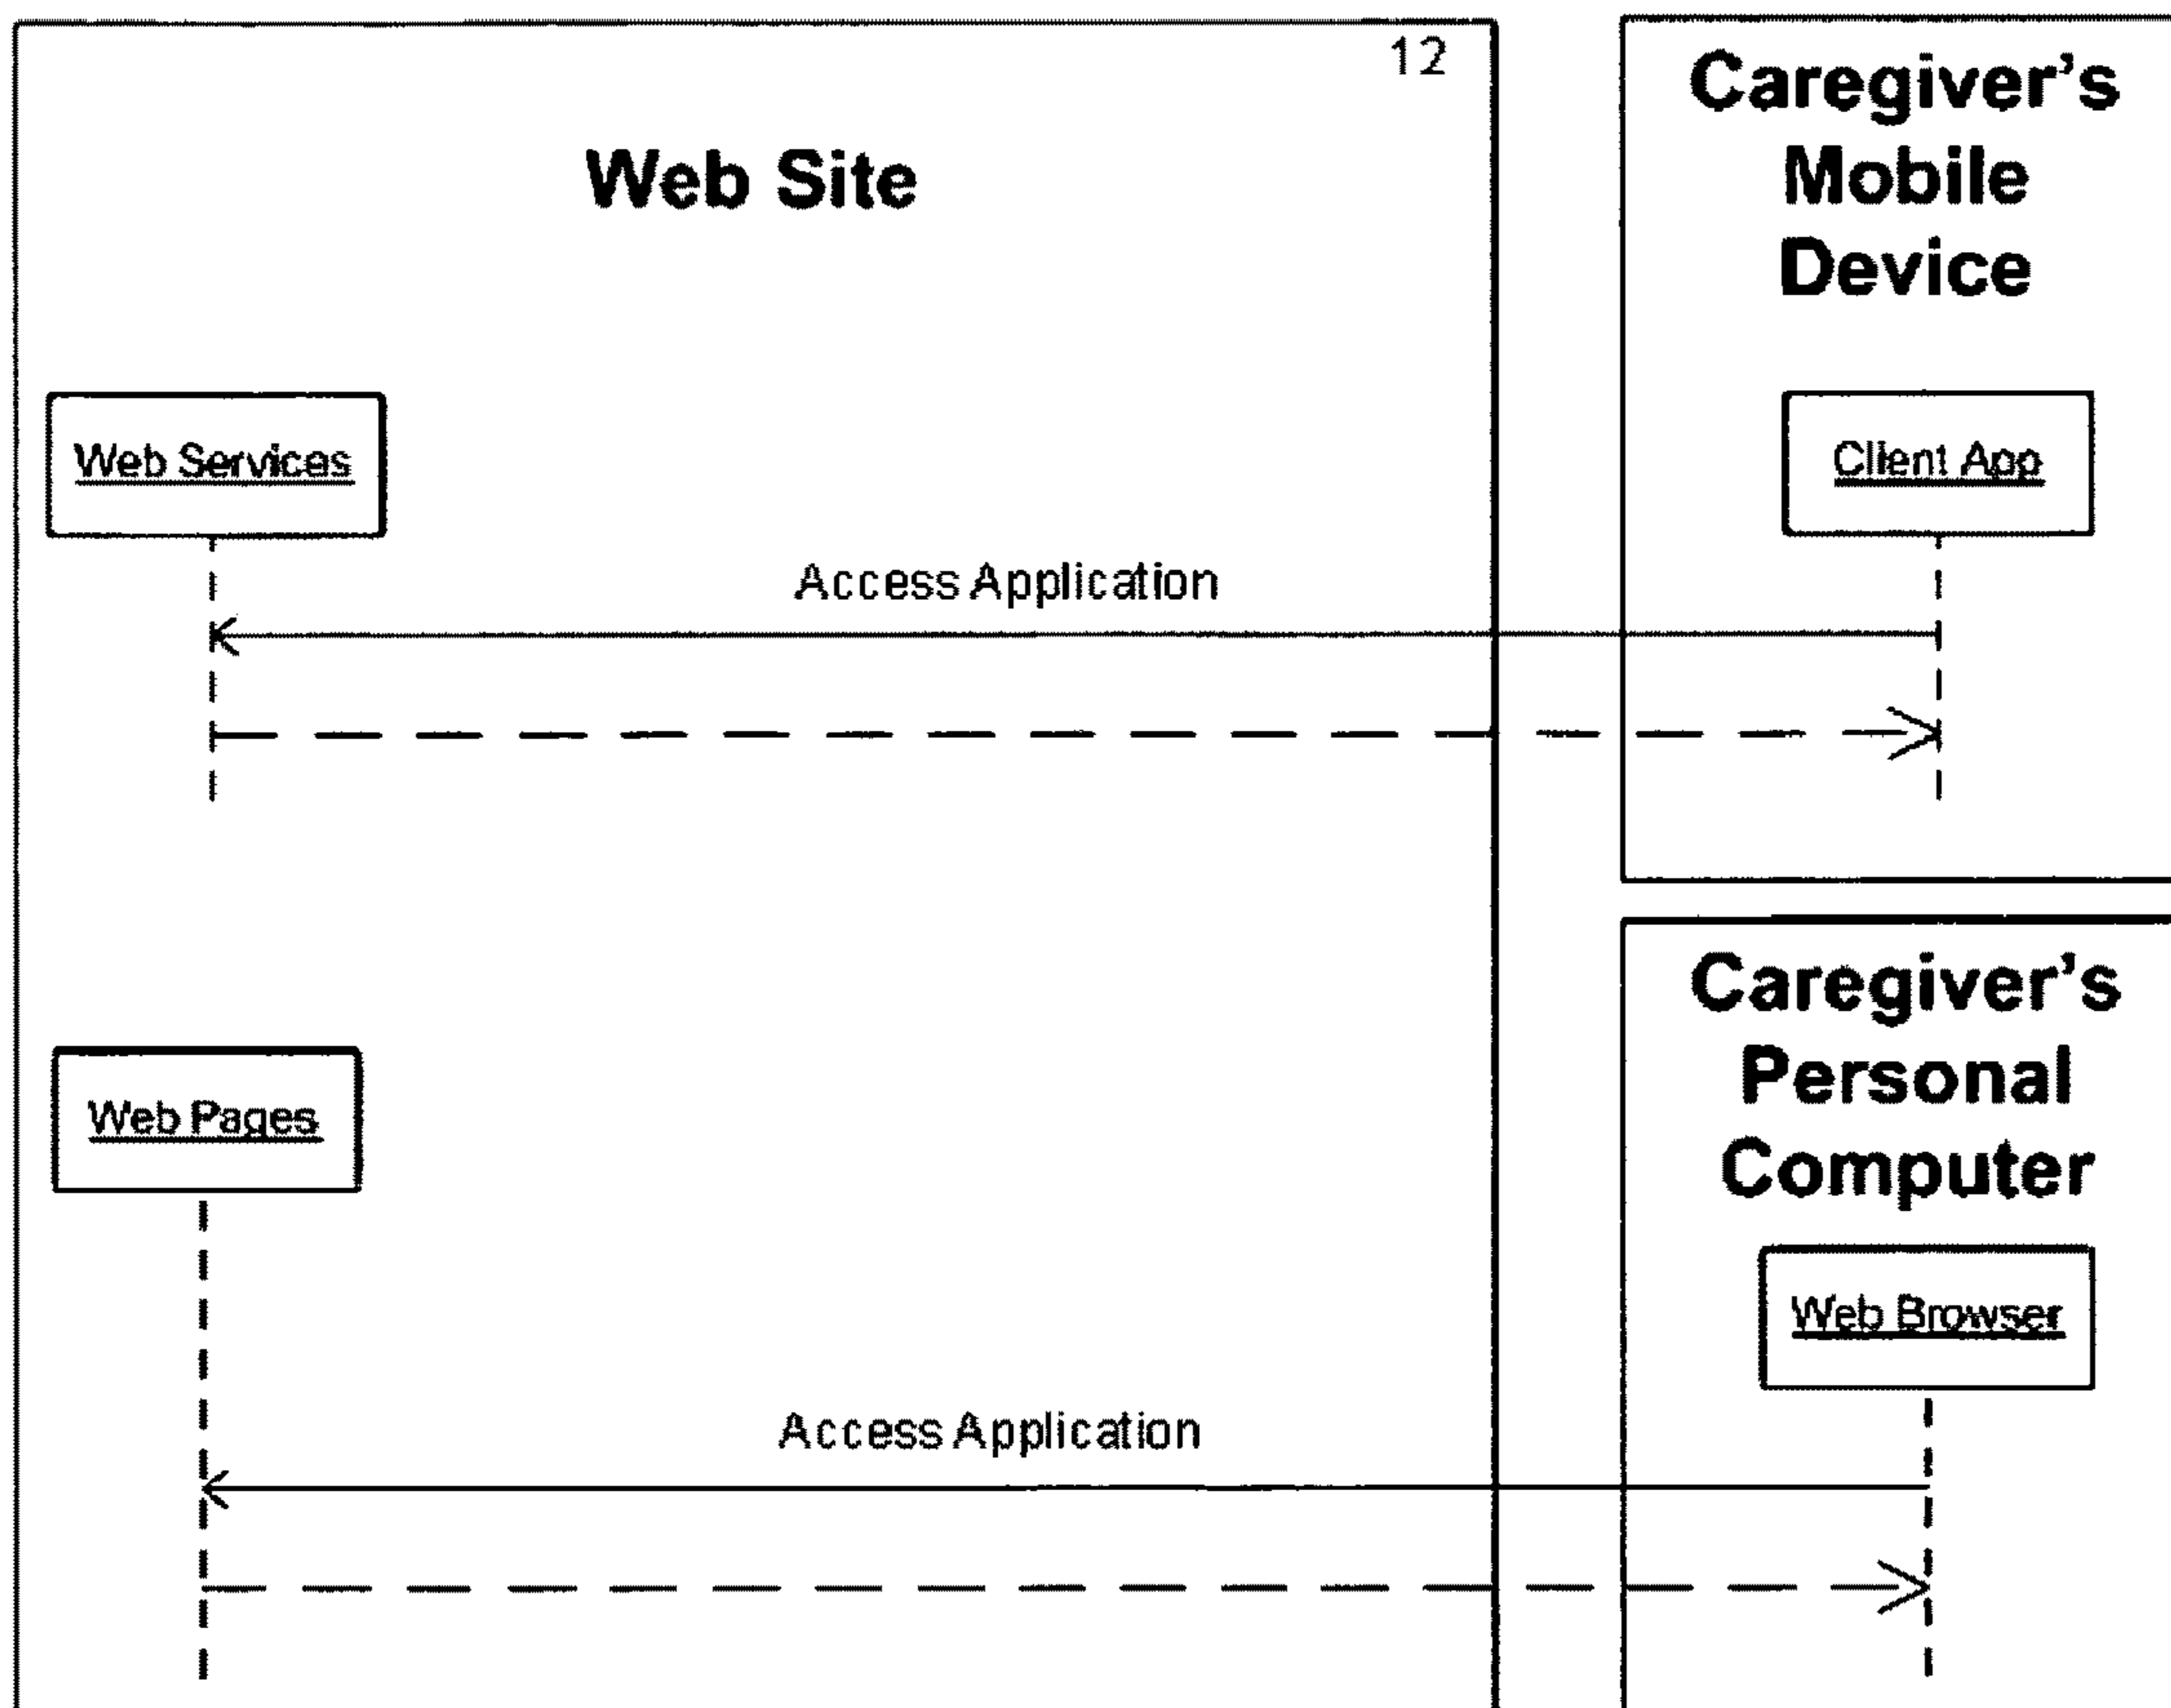 12
Web Site
Caregiver's
Mobile
Device
Web Services
Client App
Access Application
Caregiver's
Personal
Computer
Web Pages
Web Browser
Access Application